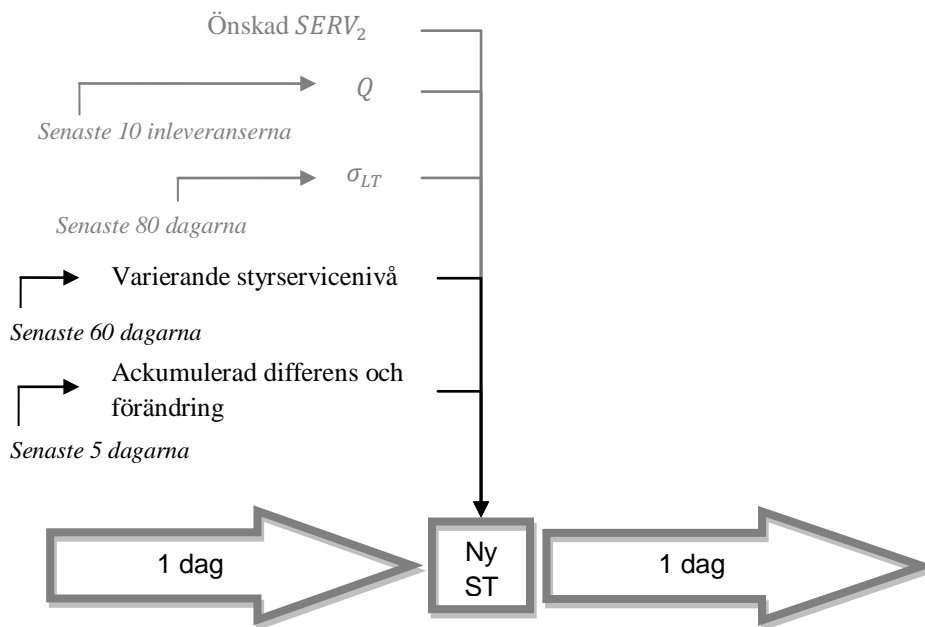 Önskad SERV₂
Q
Senaste 10 inleveranserna
σ_LT
Senaste 80 dagarna
Varierande styrservicenivå
Senaste 60 dagarna
Ackumulerad differens och
förändring
Senaste 5 dagarna
1 dag
Ny
ST
1 dag